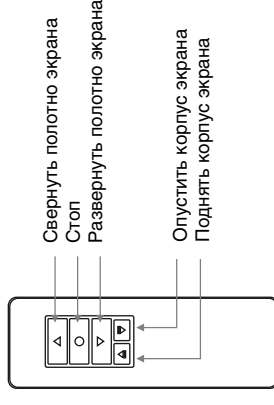 Свернуть полотно экрана
Стоп
Развернуть полотно экрана
Опустить корпус экрана
Поднять корпус экрана